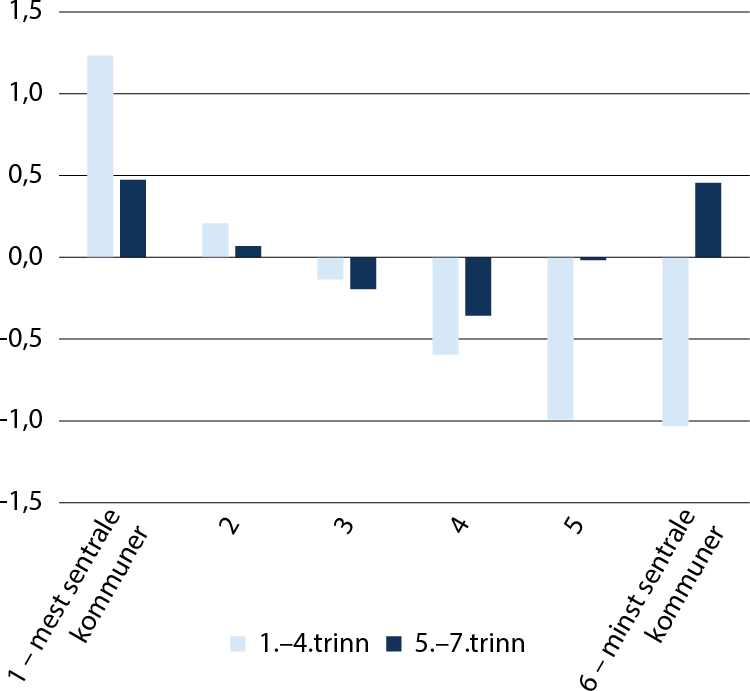 1,5
1,0
0,5
0,0
–0,5
–1,0
–1,5
1 – mest sentrale
kommuner
2
3
4
5
6 – minst sentrale
kommuner
1.–4.trinn
5.–7.trinn